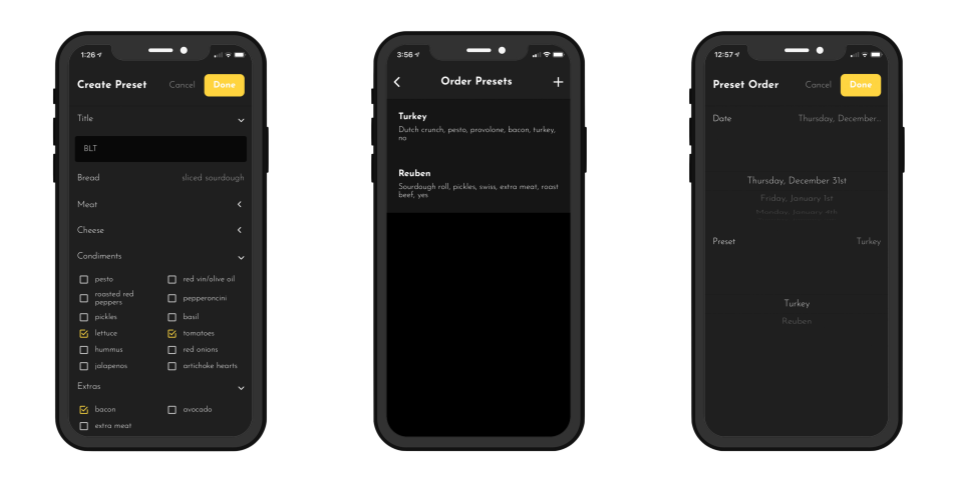 1:26
Create Preset
Cancel
Done
Title
BLT
Bread
sliced sourdough
Meat
Cheese
Condiments
pesto
red vin/olive oil
roasted red
peppers
pepperoncini
pickles
basil
lettuce
tomatoes
hummus
red onions
jalapenos
artichoke hearts
Extras
bacon
avocado
extra meat
3:56
Order Presets
Turkey
Dutch crunch, pesto, provolone, bacon, turkey,
no
Reuben
Sourdough roll, pickles, swiss, extra meat, roast
beef, yes
12:57
Preset Order
Cancel
Done
Date
Thursday, December...
Thursday, December 31st
Friday, January 1st
Monday, January 4th
Preset
Turkey
Turkey
Reuben